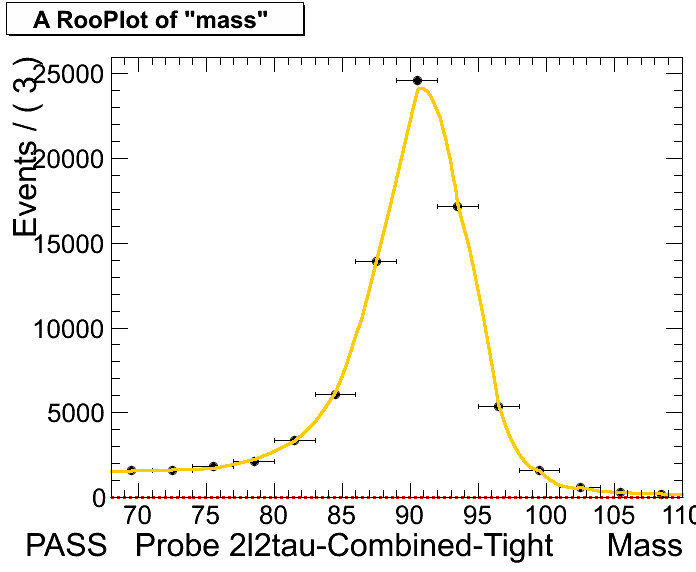 A RooPlot of "mass"
Events / ( 3 )
25000
20000
15000
10000
5000
0
70 75 80 85 90 95 100 105 110
PASS Probe 2l2tau-Combined-Tight Mass